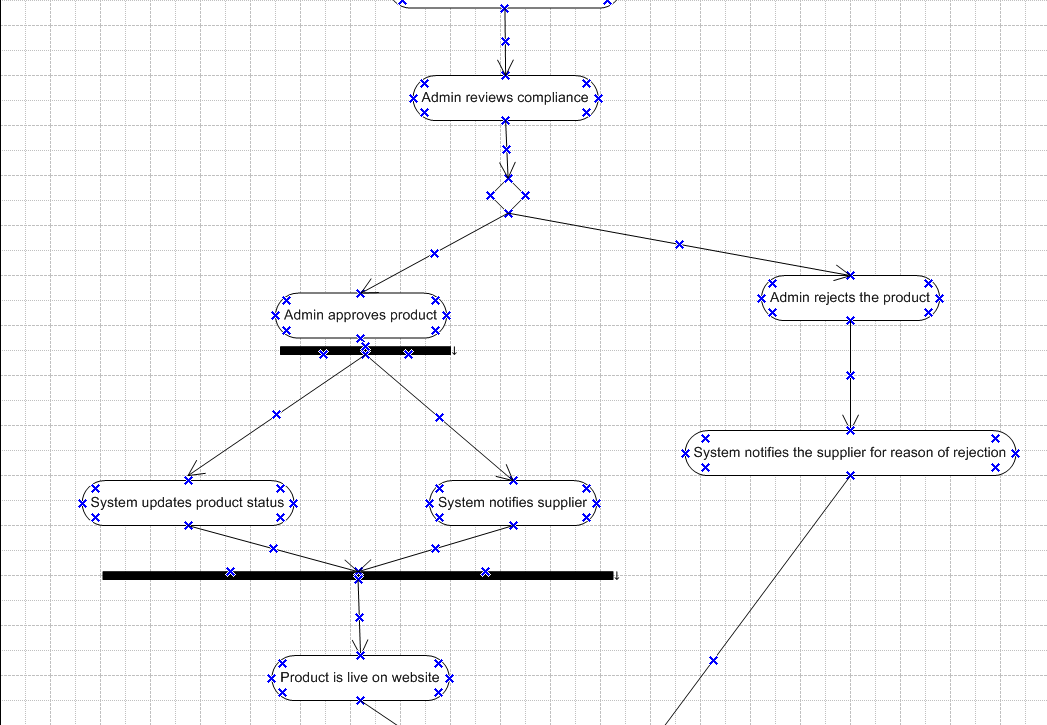 Admin reviews compliance
Admin rejects the product
Admin approves product
System notifies the supplier for reason of rejection
System updates product status
System notifies supplier
Product is live on website